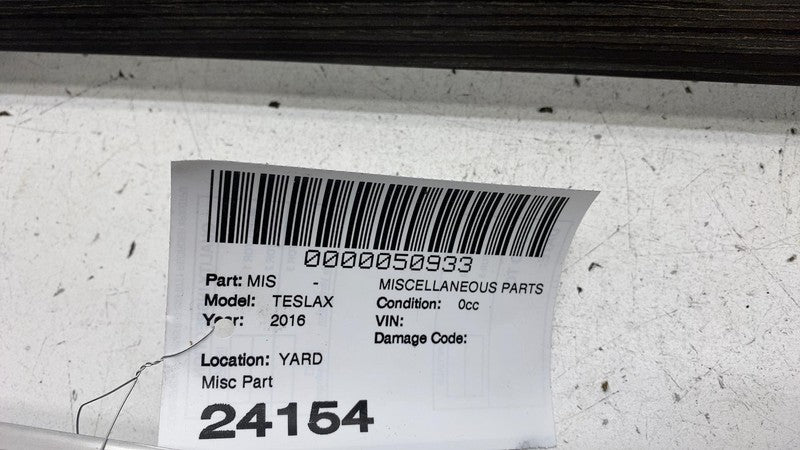 0000050933
Part: MIS - MISCELLANEOUS PARTS
Model: TESLAX Condition: 0cc
Year: 2016 VIN:
Damage Code:
Location: YARD
Misc Part
24154